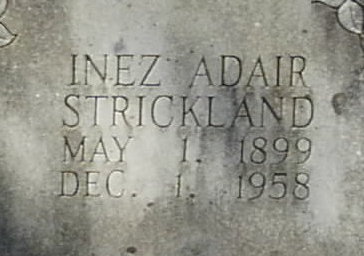 INEZ ADAIR
STRICKLAND
MAY 1. 1899
DEC. 1. 1958